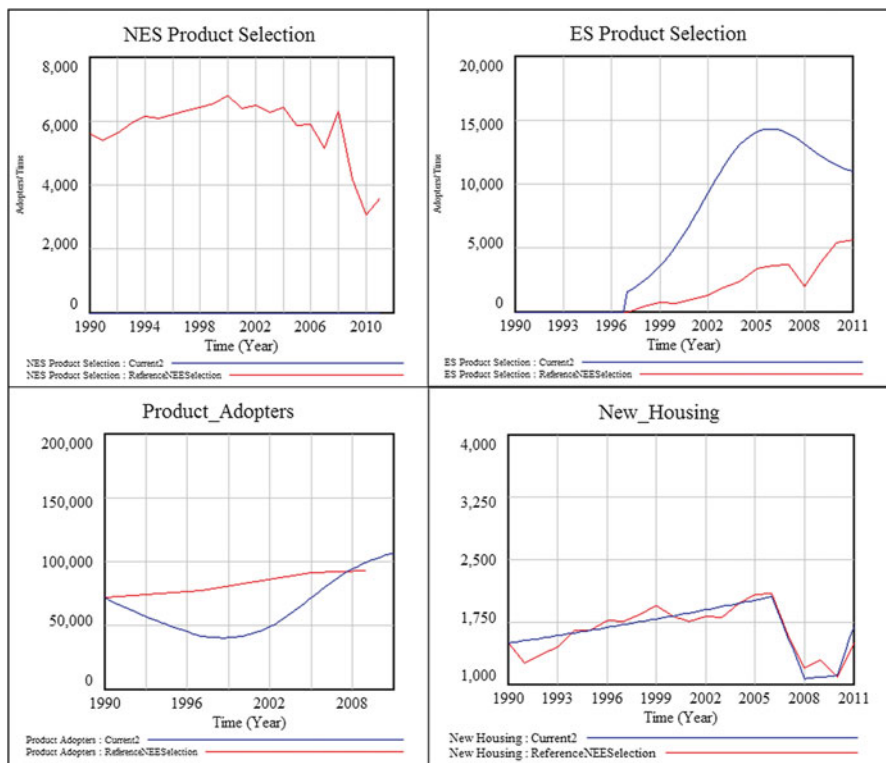 NES Product Selection
8,000
6,000
4,000
2,000
0
Adopters/Time
1990 1994 1998 2002 2006 2010
Time (Year)
NES Product Selection : Current2
NES Product Selection : ReferenceNEESelection
ES Product Selection
20,000
15,000
10,000
5,000
0
Adopters/Time
1990 1993 1996 1999 2002 2005 2008 2011
Time (Year)
ES Product Selection : Current2
ES Product Selection : ReferenceNEESelection
Product_Adopters
200,000
150,000
100,000
50,000
0
1990 1996 2002 2008
Time (Year)
Product Adopters : Current2
Product Adopters : ReferenceNEESelection
New_Housing
4,000
3,250
2,500
1,750
1,000
1990 1993 1996 1999 2002 2005 2008 2011
Time (Year)
New Housing : Current2
New Housing : ReferenceNEESelection